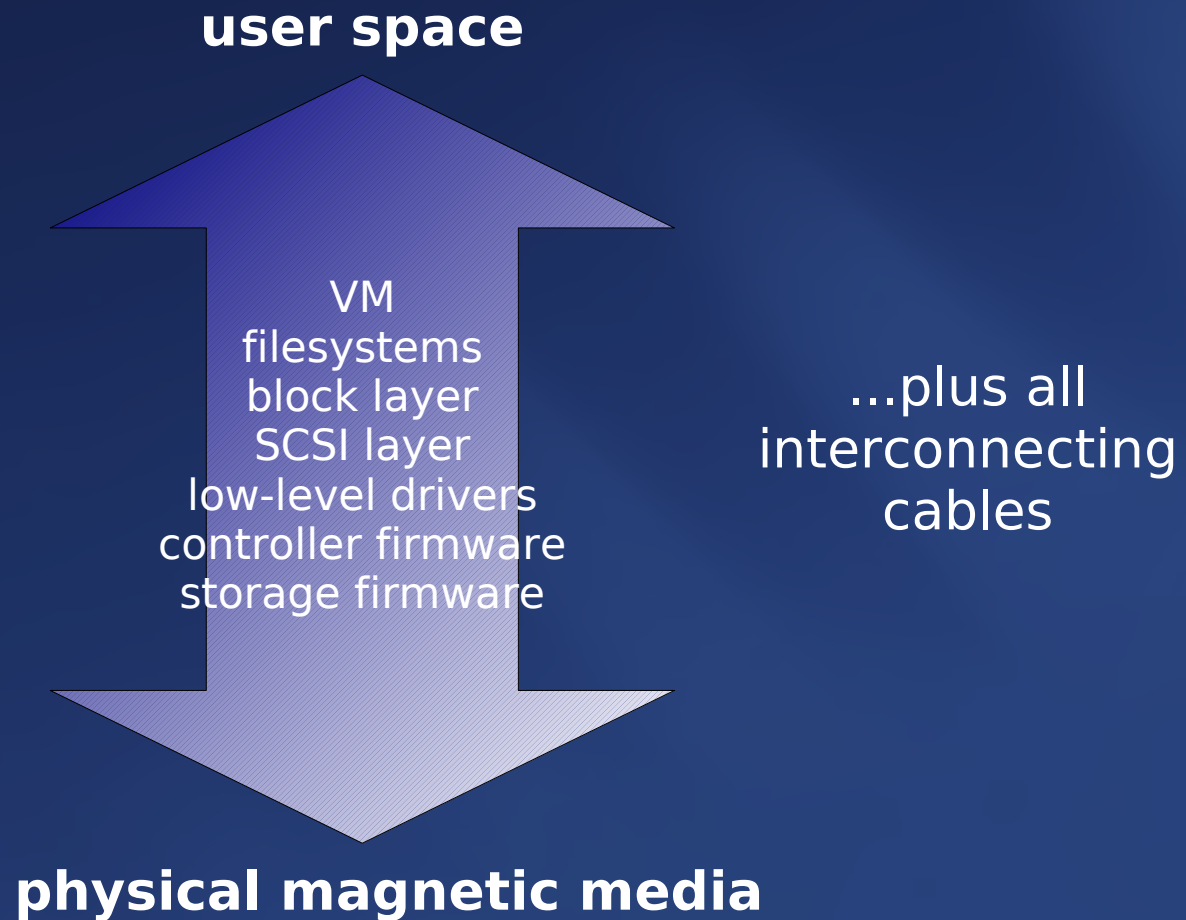 user space
VM
filesystems
block layer
SCSI layer
low-level drivers
controller firmware
storage firmware
...plus all
interconnecting
cables
physical magnetic media